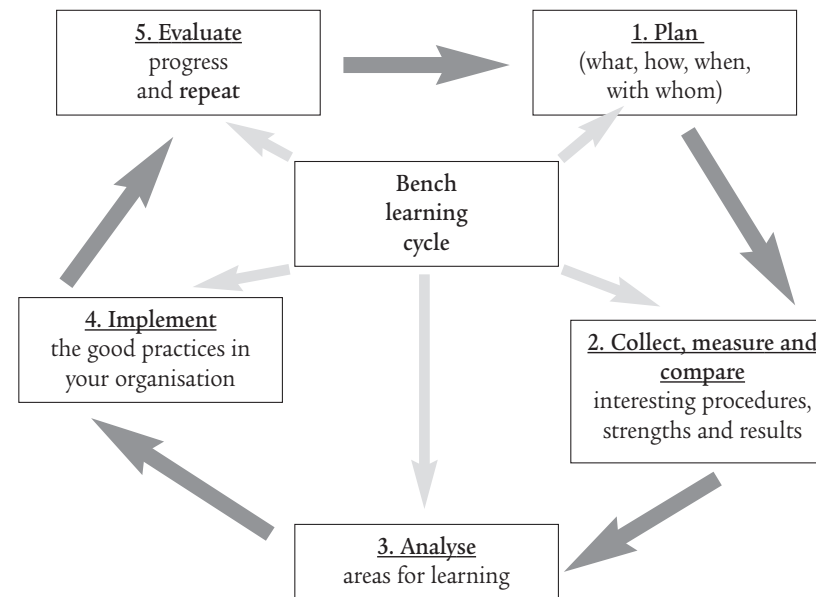 5. Evaluate
progress
and repeat
1. Plan
(what, how, when,
with whom)
Bench
learning
cycle
4. Implement
the good practices in
your organisation
2. Collect, measure and
compare
interesting procedures,
strengths and results
3. Analyse
areas for learning